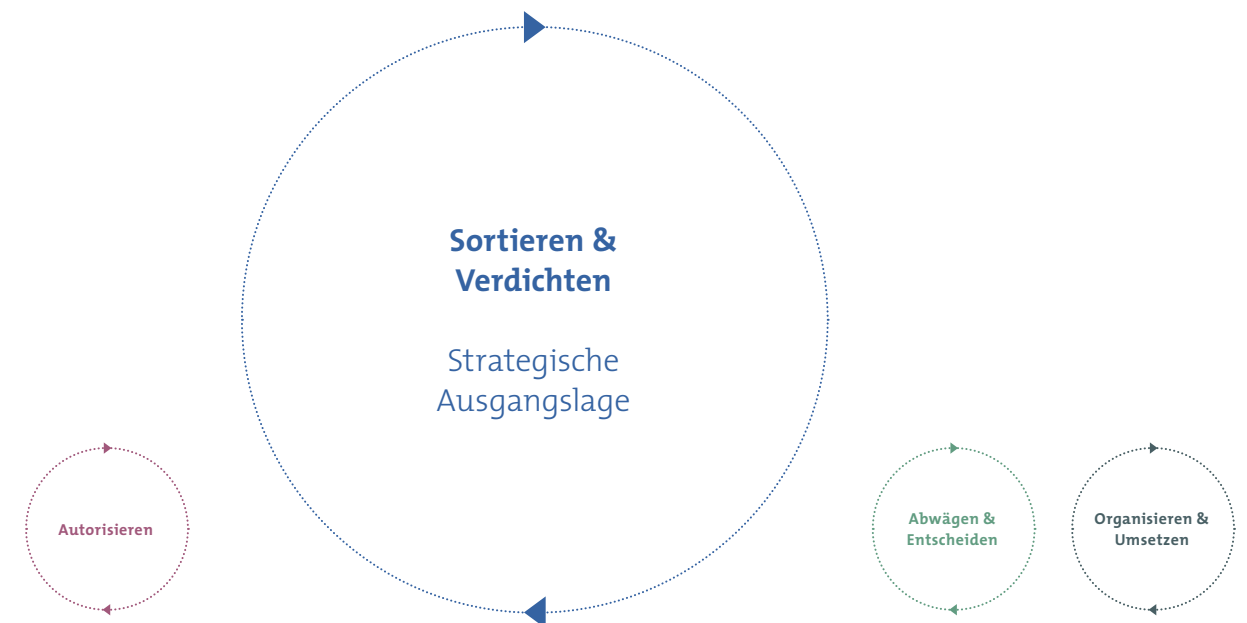 Sortieren &
Verdichten
Strategische
Ausgangslage
Autorisieren
Abwägen &
Entscheiden
Organisieren &
Umsetzen